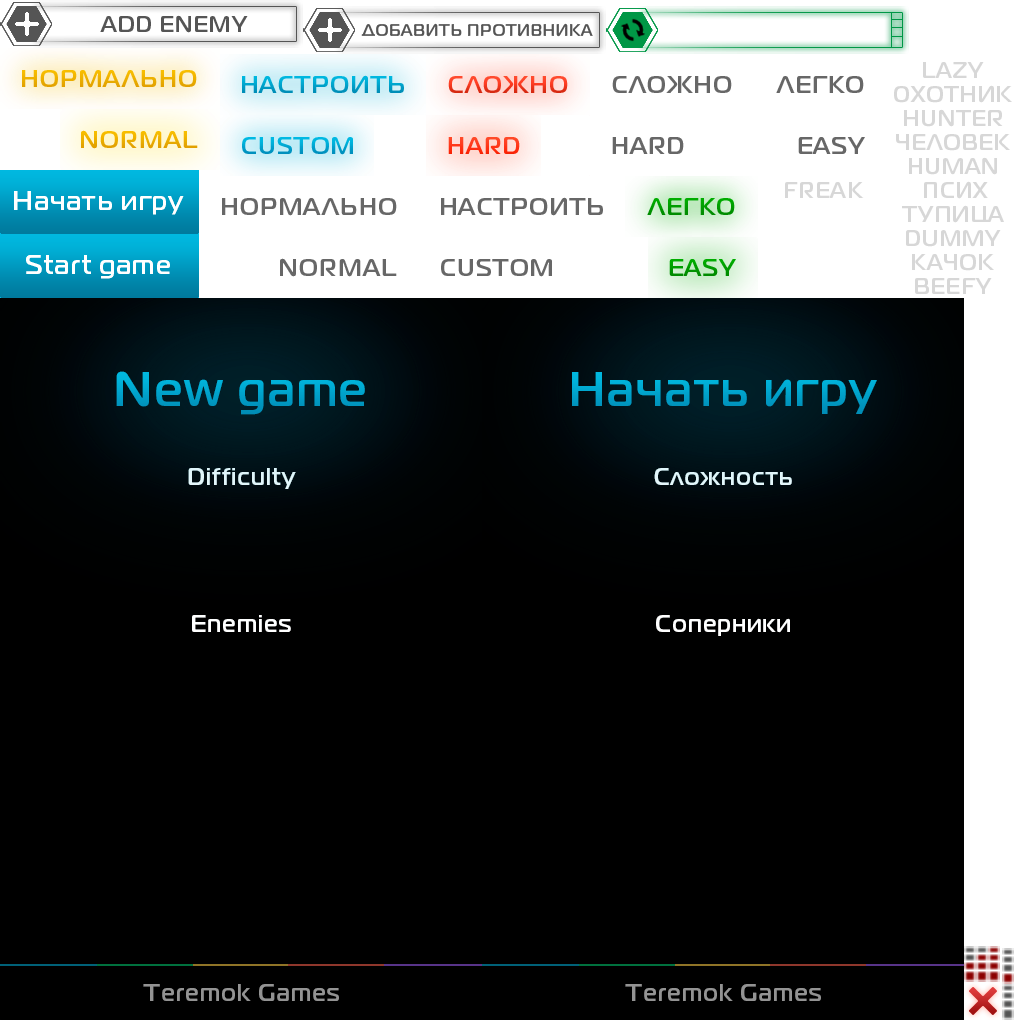 ADD ENEMY
ДОБАВИТЬ ПРОТИВНИКА
НОРМАЛЬНО
НАСТРОИТЬ
СЛОЖНО
СЛОЖНО
ЛЕГКО
NORMAL
CUSTOM
HARD
HARD
EASY
LAZY
ОХОТНИК
HUNTER
ЧЕЛОВЕК
HUMAN
ПСИХ
ТУПИЦА
DUMMY
КАЧОК
BEEFY
Начать игру
НОРМАЛЬНО
НАСТРОИТЬ
ЛЕГКО
FREAK
Start game
NORMAL
CUSTOM
EASY
New game
Difficulty
Enemies
Teremok Games
Начать игру
Сложность
Соперники
Teremok Games